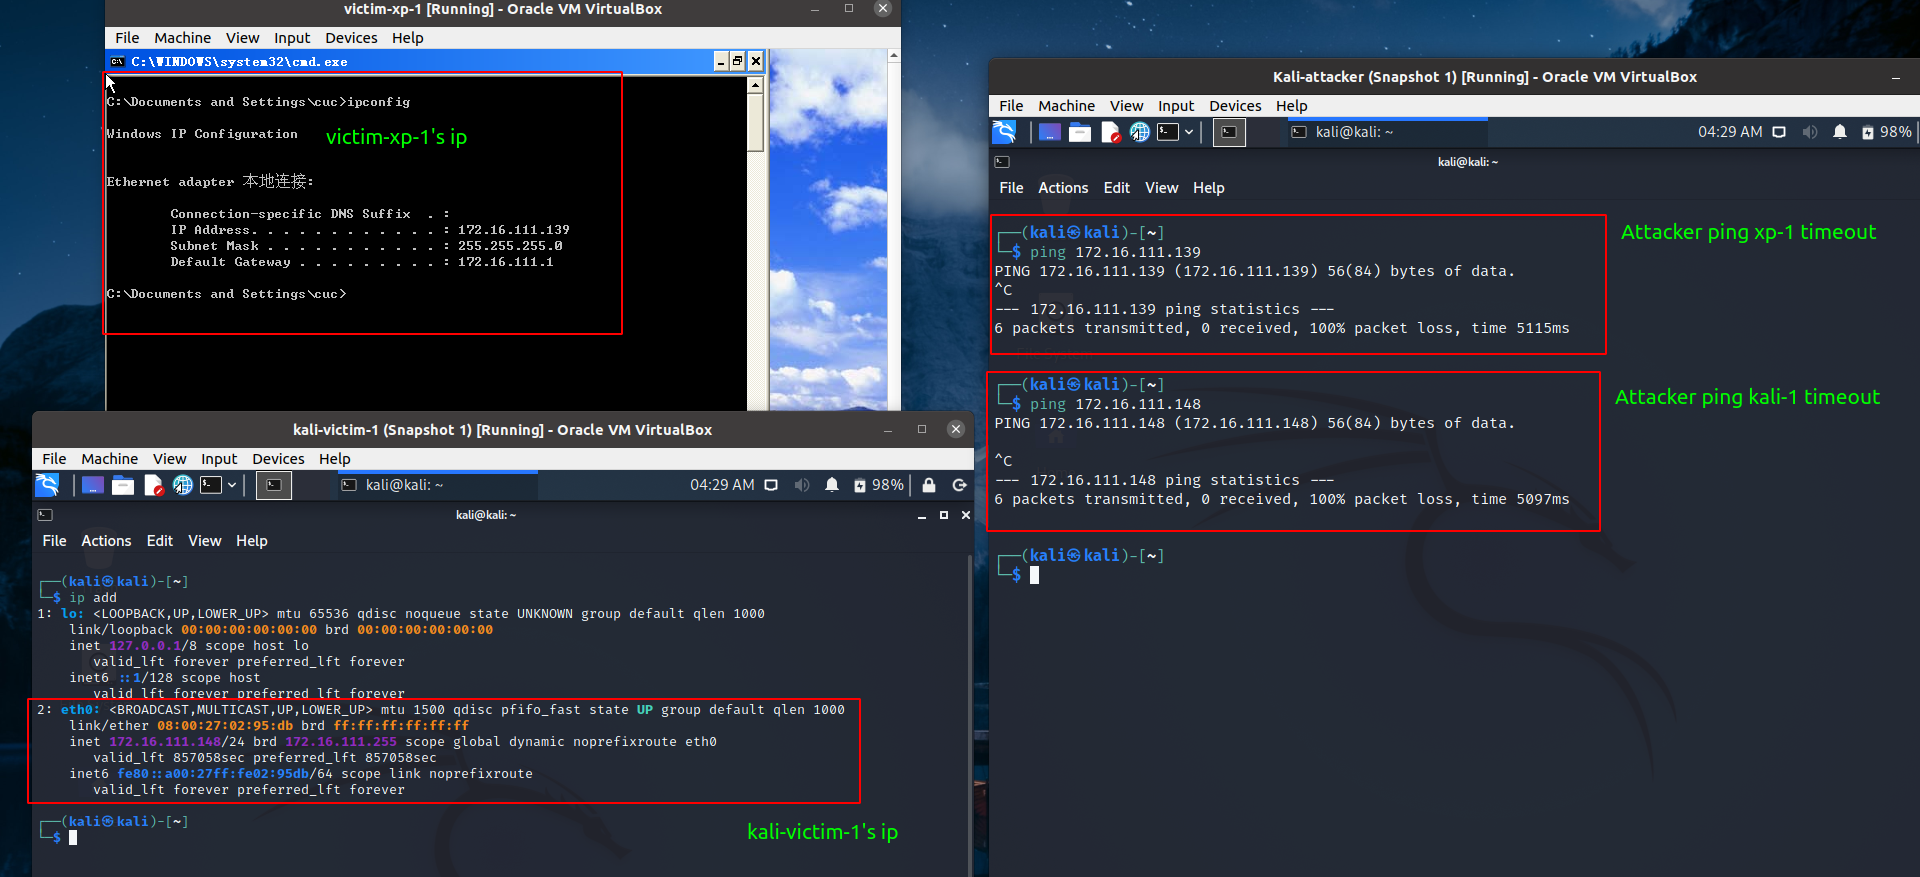 victim-xp-1 [Running] - Oracle VM VirtualBox
File Machine View Input Devices Help
C:\WINDOWS\system32\cmd.exe
C:\Documents and Settings\cuc>ipconfig
Windows IP Configuration
victim-xp-1's ip
Ethernet adapter 本地连接:
Connection-specific DNS Suffix  . :
IP Address. . . . . . . . . . . . : 172.16.111.139
Subnet Mask . . . . . . . . . . . : 255.255.255.0
Default Gateway . . . . . . . . . : 172.16.111.1
C:\Documents and Settings\cuc>
kali-victim-1 (Snapshot 1) [Running] - Oracle VM VirtualBox
File Machine View Input Devices Help
kali@kali: ~
04:29 AM
98%
kali@kali:~
File Actions Edit View Help
(kali㉿kali)-[~]
$ ip add
1: lo: <LOOPBACK,UP,LOWER_UP> mtu 65536 qdisc noqueue state UNKNOWN group default qlen 1000
link/loopback 00:00:00:00:00:00 brd 00:00:00:00:00:00
inet 127.0.0.1/8 scope host lo
valid_lft forever preferred_lft forever
inet6 ::1/128 scope host
valid_lft forever preferred_lft forever
2: eth0: <BROADCAST,MULTICAST,UP,LOWER_UP> mtu 1500 qdisc pfifo_fast state UP group default qlen 1000
link/ether 08:00:27:02:95:db brd ff:ff:ff:ff:ff:ff
inet 172.16.111.148/24 brd 172.16.111.255 scope global dynamic noprefixroute eth0
valid_lft 857058sec preferred_lft 857058sec
inet6 fe80::a00:27ff:fe02:95db/64 scope link noprefixroute
valid_lft forever preferred_lft forever
(kali㉿kali)-[~]
$
kali-victim-1's ip
Kali-attacker (Snapshot 1) [Running] - Oracle VM VirtualBox
File Machine View Input Devices Help
kali@kali: ~
04:29 AM
98%
kali@kali:~
File Actions Edit View Help
(kali㉿kali)-[~]
$ ping 172.16.111.139
PING 172.16.111.139 (172.16.111.139) 56(84) bytes of data.
^C
--- 172.16.111.139 ping statistics ---
6 packets transmitted, 0 received, 100% packet loss, time 5115ms
Attacker ping xp-1 timeout
(kali㉿kali)-[~]
$ ping 172.16.111.148
PING 172.16.111.148 (172.16.111.148) 56(84) bytes of data.
^C
--- 172.16.111.148 ping statistics ---
6 packets transmitted, 0 received, 100% packet loss, time 5097ms
Attacker ping kali-1 timeout
(kali㉿kali)-[~]
$